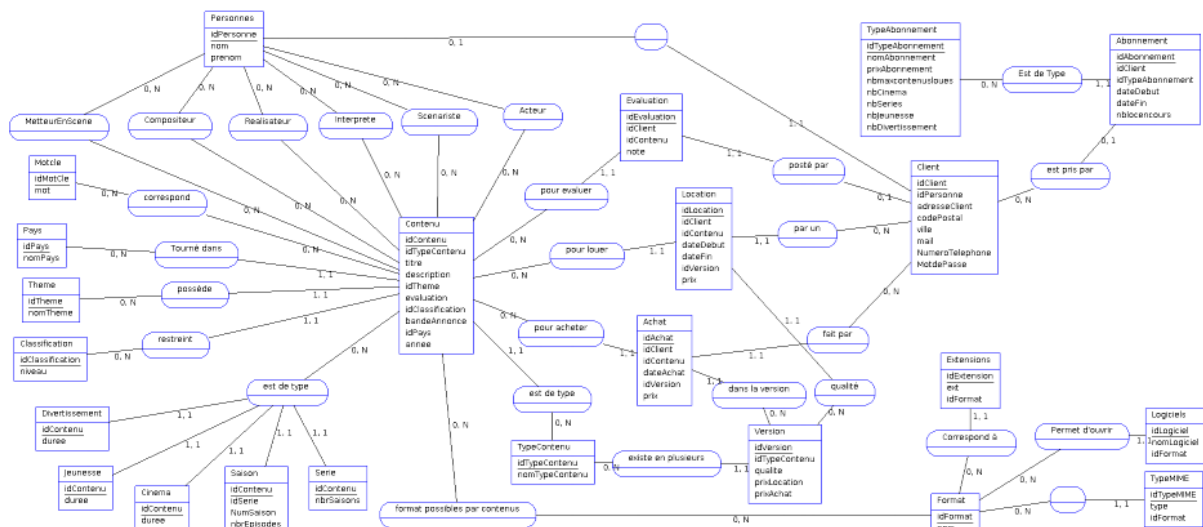 Personnes
idPersonne
nom
prenom
0, 1
0, N
0, N
0, N
0, N
0, N
0, N
TypeAbonnement
idTypeAbonnement
nomAbonnement
prixAbonnement
nbmaxcontenusloues
nbCinema
nbSeries
nbJeunesse
nbDivertissement
0, N
Est de Type
1, 1
Abonnement
idAbonnement
idClient
idTypeAbonnement
dateDebut
dateFin
nblocencours
0, 1
est pris par
0, N
MetteurEnScene
Compositeur
Realisateur
Interprete
Scenariste
Acteur
Evaluation
idEvaluation
idClient
idContenu
note
1, 1
1, 1
posté par
0, 1
1, 1
Client
idClient
idPersonne
adresseClient
codePostal
ville
mail
NumeroTelephone
MotdePasse
Motcle
idMotCle
mot
0, N
correspond
0, N
0, N
0, N
0, N
0, N
0, N
0, N
pour evaluer
0, N
Location
idLocation
idClient
idContenu
dateDebut
dateFin
idVersion
prix
1, 1
par un
0, N
Pays
idPays
nomPays
0, N
Tourné dans
1, 1
Contenu
idContenu
idTypeContenu
titre
description
idTheme
evaluation
idClassification
bandeAnnonce
idPays
annee
0, N
pour louer
1, 1
Theme
idTheme
nomTheme
0, N
possède
1, 1
Classification
idClassification
niveau
0, N
restreint
1, 1
0, N
pour acheter
1, 1
Achat
idAchat
idClient
idContenu
dateAchat
idVersion
prix
1, 1
fait par
0, N
1, 1
1, 1
dans la version
0, N
qualité
0, N
0, N
est de type
1, 1
1, 1
1, 1
1, 1
1, 1
Divertissement
idContenu
duree
Jeunesse
idContenu
duree
Cinema
idContenu
duree
Saison
idContenu
idSerie
NumSaison
nbrEpisodes
Serie
idContenu
nbrSaisons
1, 1
est de type
0, N
TypeContenu
idTypeContenu
nomTypeContenu
0, N
existe en plusieurs
1, 1
Version
idVersion
idTypeContenu
qualite
prixLocation
prixAchat
Extensions
idExtension
ext
idFormat
1, 1
Correspond à
0, N
Permet d'ouvrir
0, N
1, 1
Logiciels
idLogiciel
nomLogiciel
idFormat
TypeMIME
idTypeMIME
type
idFormat
1, 1
0, N
Format
idFormat
0, N
format possibles par contenus
0, N